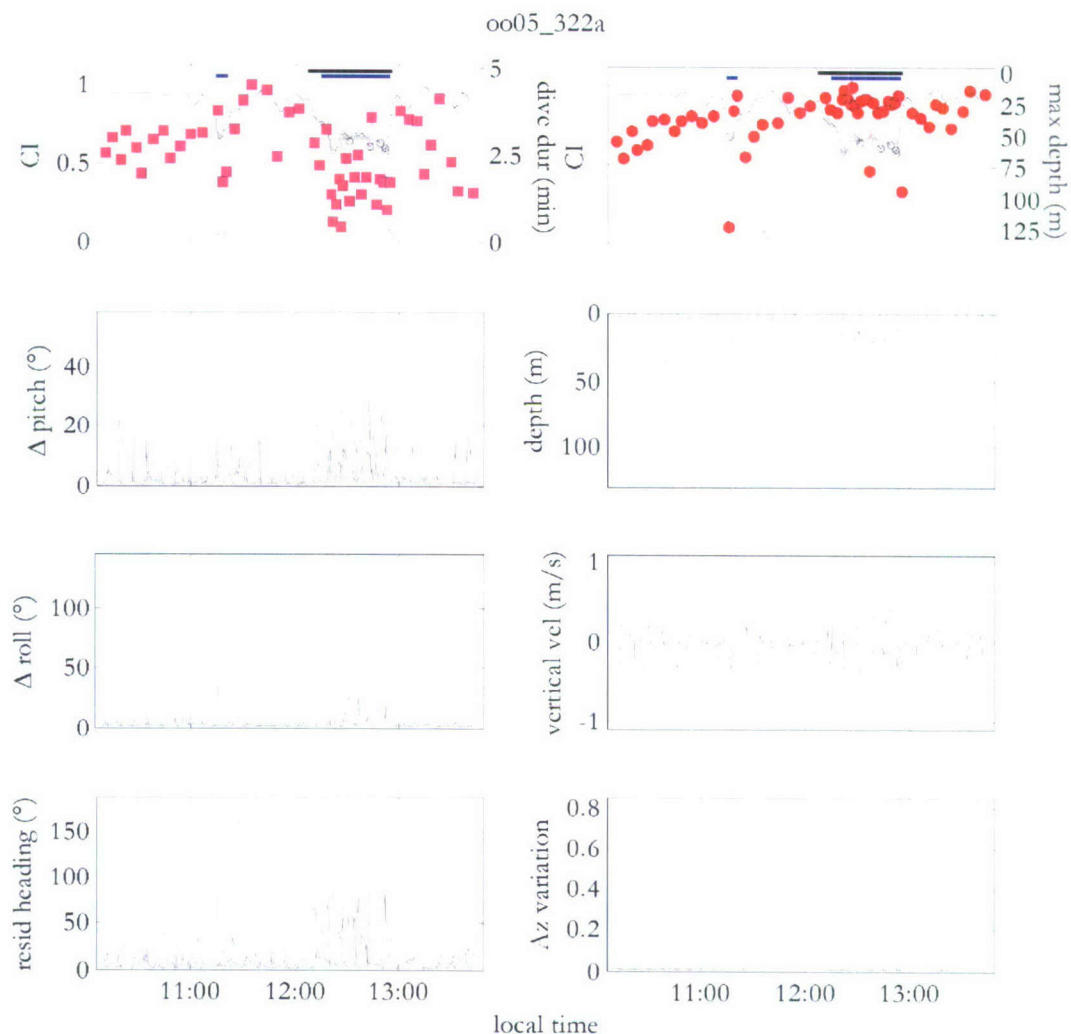 oo05_322a
1
0.5
0
CI
5
2.5
0
dive dur (min)
CI
0
25
50
75
100
125
max depth (m)
40
20
0
Δ pitch (°)
0
50
100
depth (m)
100
50
0
Δ roll (°)
1
0
-1
vertical vel (m/s)
150
100
50
0
resid heading (°)
11:00 12:00 13:00
0.8
0.6
0.4
0.2
0
Az variation
11:00 12:00 13:00
local time